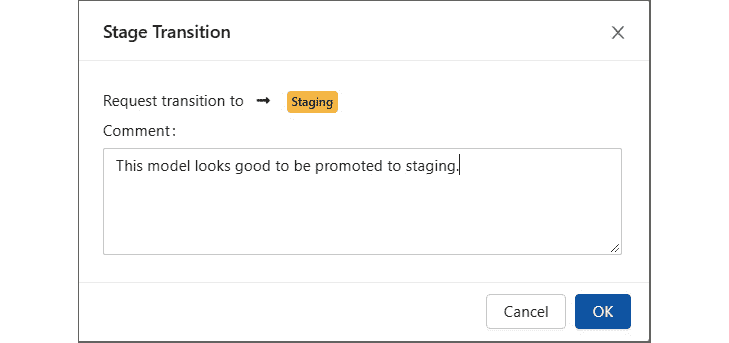 Stage Transition
Request transition to → Staging
Comment:
This model looks good to be promoted to staging.
Cancel OK